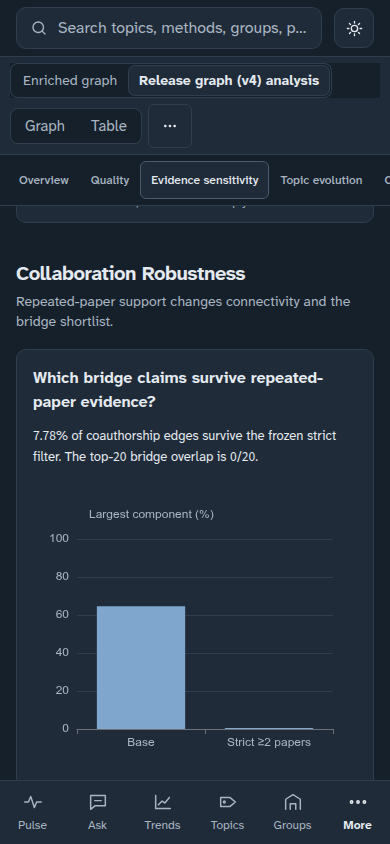 Search topics, methods, groups, p...
Enriched graph
Release graph (v4) analysis
Graph
Table
Overview
Quality
Evidence sensitivity
Topic evolution
Collaboration Robustness
Repeated-paper support changes connectivity and the
bridge shortlist.
Which bridge claims survive repeated-
paper evidence?
7.78% of coauthorship edges survive the frozen strict
filter. The top-20 bridge overlap is 0/20.
Largest component (%)
100
80
60
40
20
0
Base
Strict ≥2 papers
Pulse
Ask
Trends
Topics
Groups
More